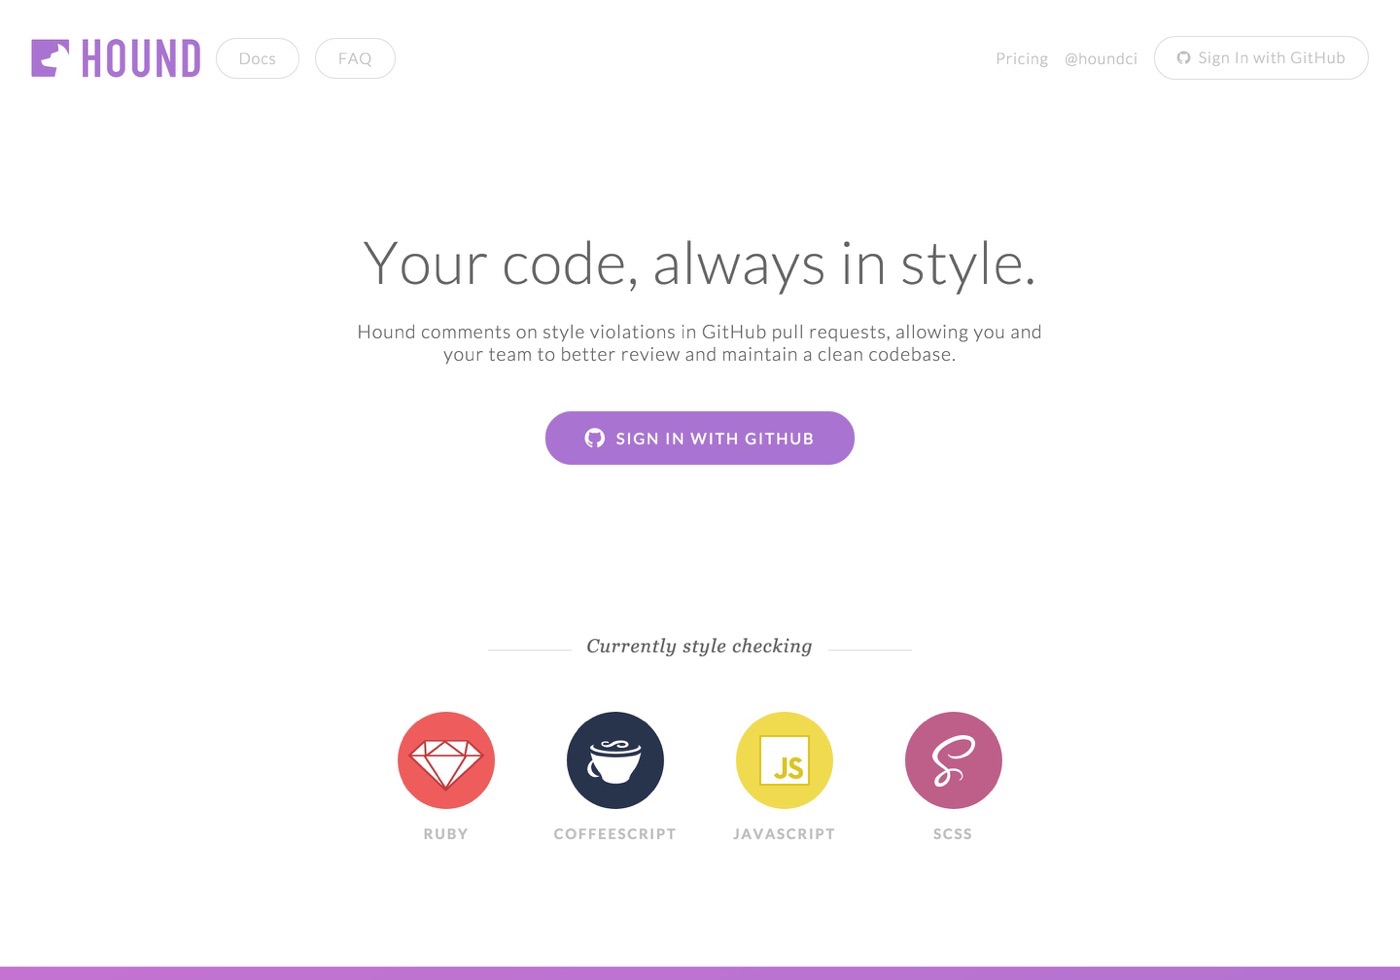 HOUND
Docs
FAQ
Pricing
@houndci
Sign In with GitHub
Your code, always in style.
Hound comments on style violations in GitHub pull requests, allowing you and
your team to better review and maintain a clean codebase.
SIGN IN WITH GITHUB
Currently style checking
JS
RUBY
COFFEESCRIPT
JAVASCRIPT
SCSS